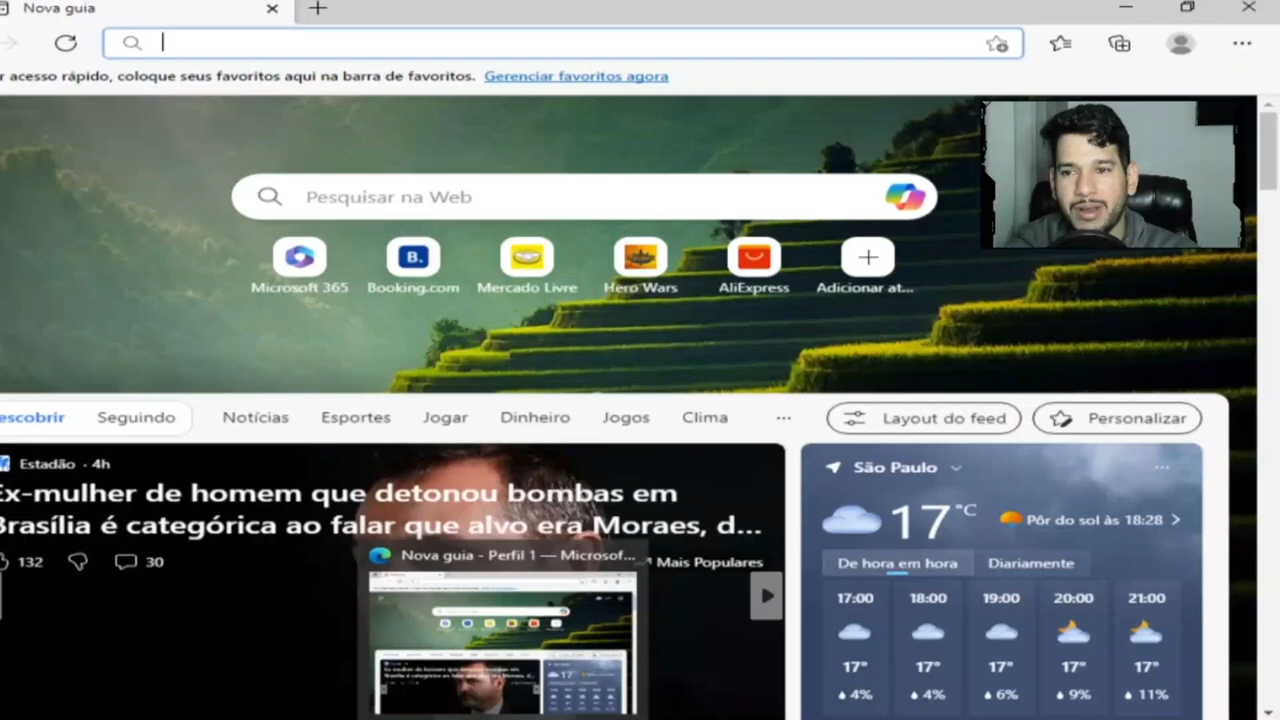 Nova guia
r acesso rápido, coloque seus favoritos aqui na barra de favoritos. Gerenciar favoritos agora
Pesquisar na Web
Microsoft 365 Booking.com Mercado Livre Hero Wars AliExpress Adicionar at...
escobrir Seguindo Notícias Esportes Jogar Dinheiro Jogos Clima ... Layout do feed Personalizar
Estadão · 4h
Ex-mulher de homem que detonou bombas em
Brasília é categórica ao falar que alvo era Moraes, d...
132 30
Nova guia - Perfil 1 — Microsof...
Mais Populares
São Paulo
17 °C
Pôr do sol às 18:28
De hora em hora Diariamente
17:00 18:00 19:00 20:00 21:00
17° 17° 17° 17° 17°
4% 4% 6% 9% 11%